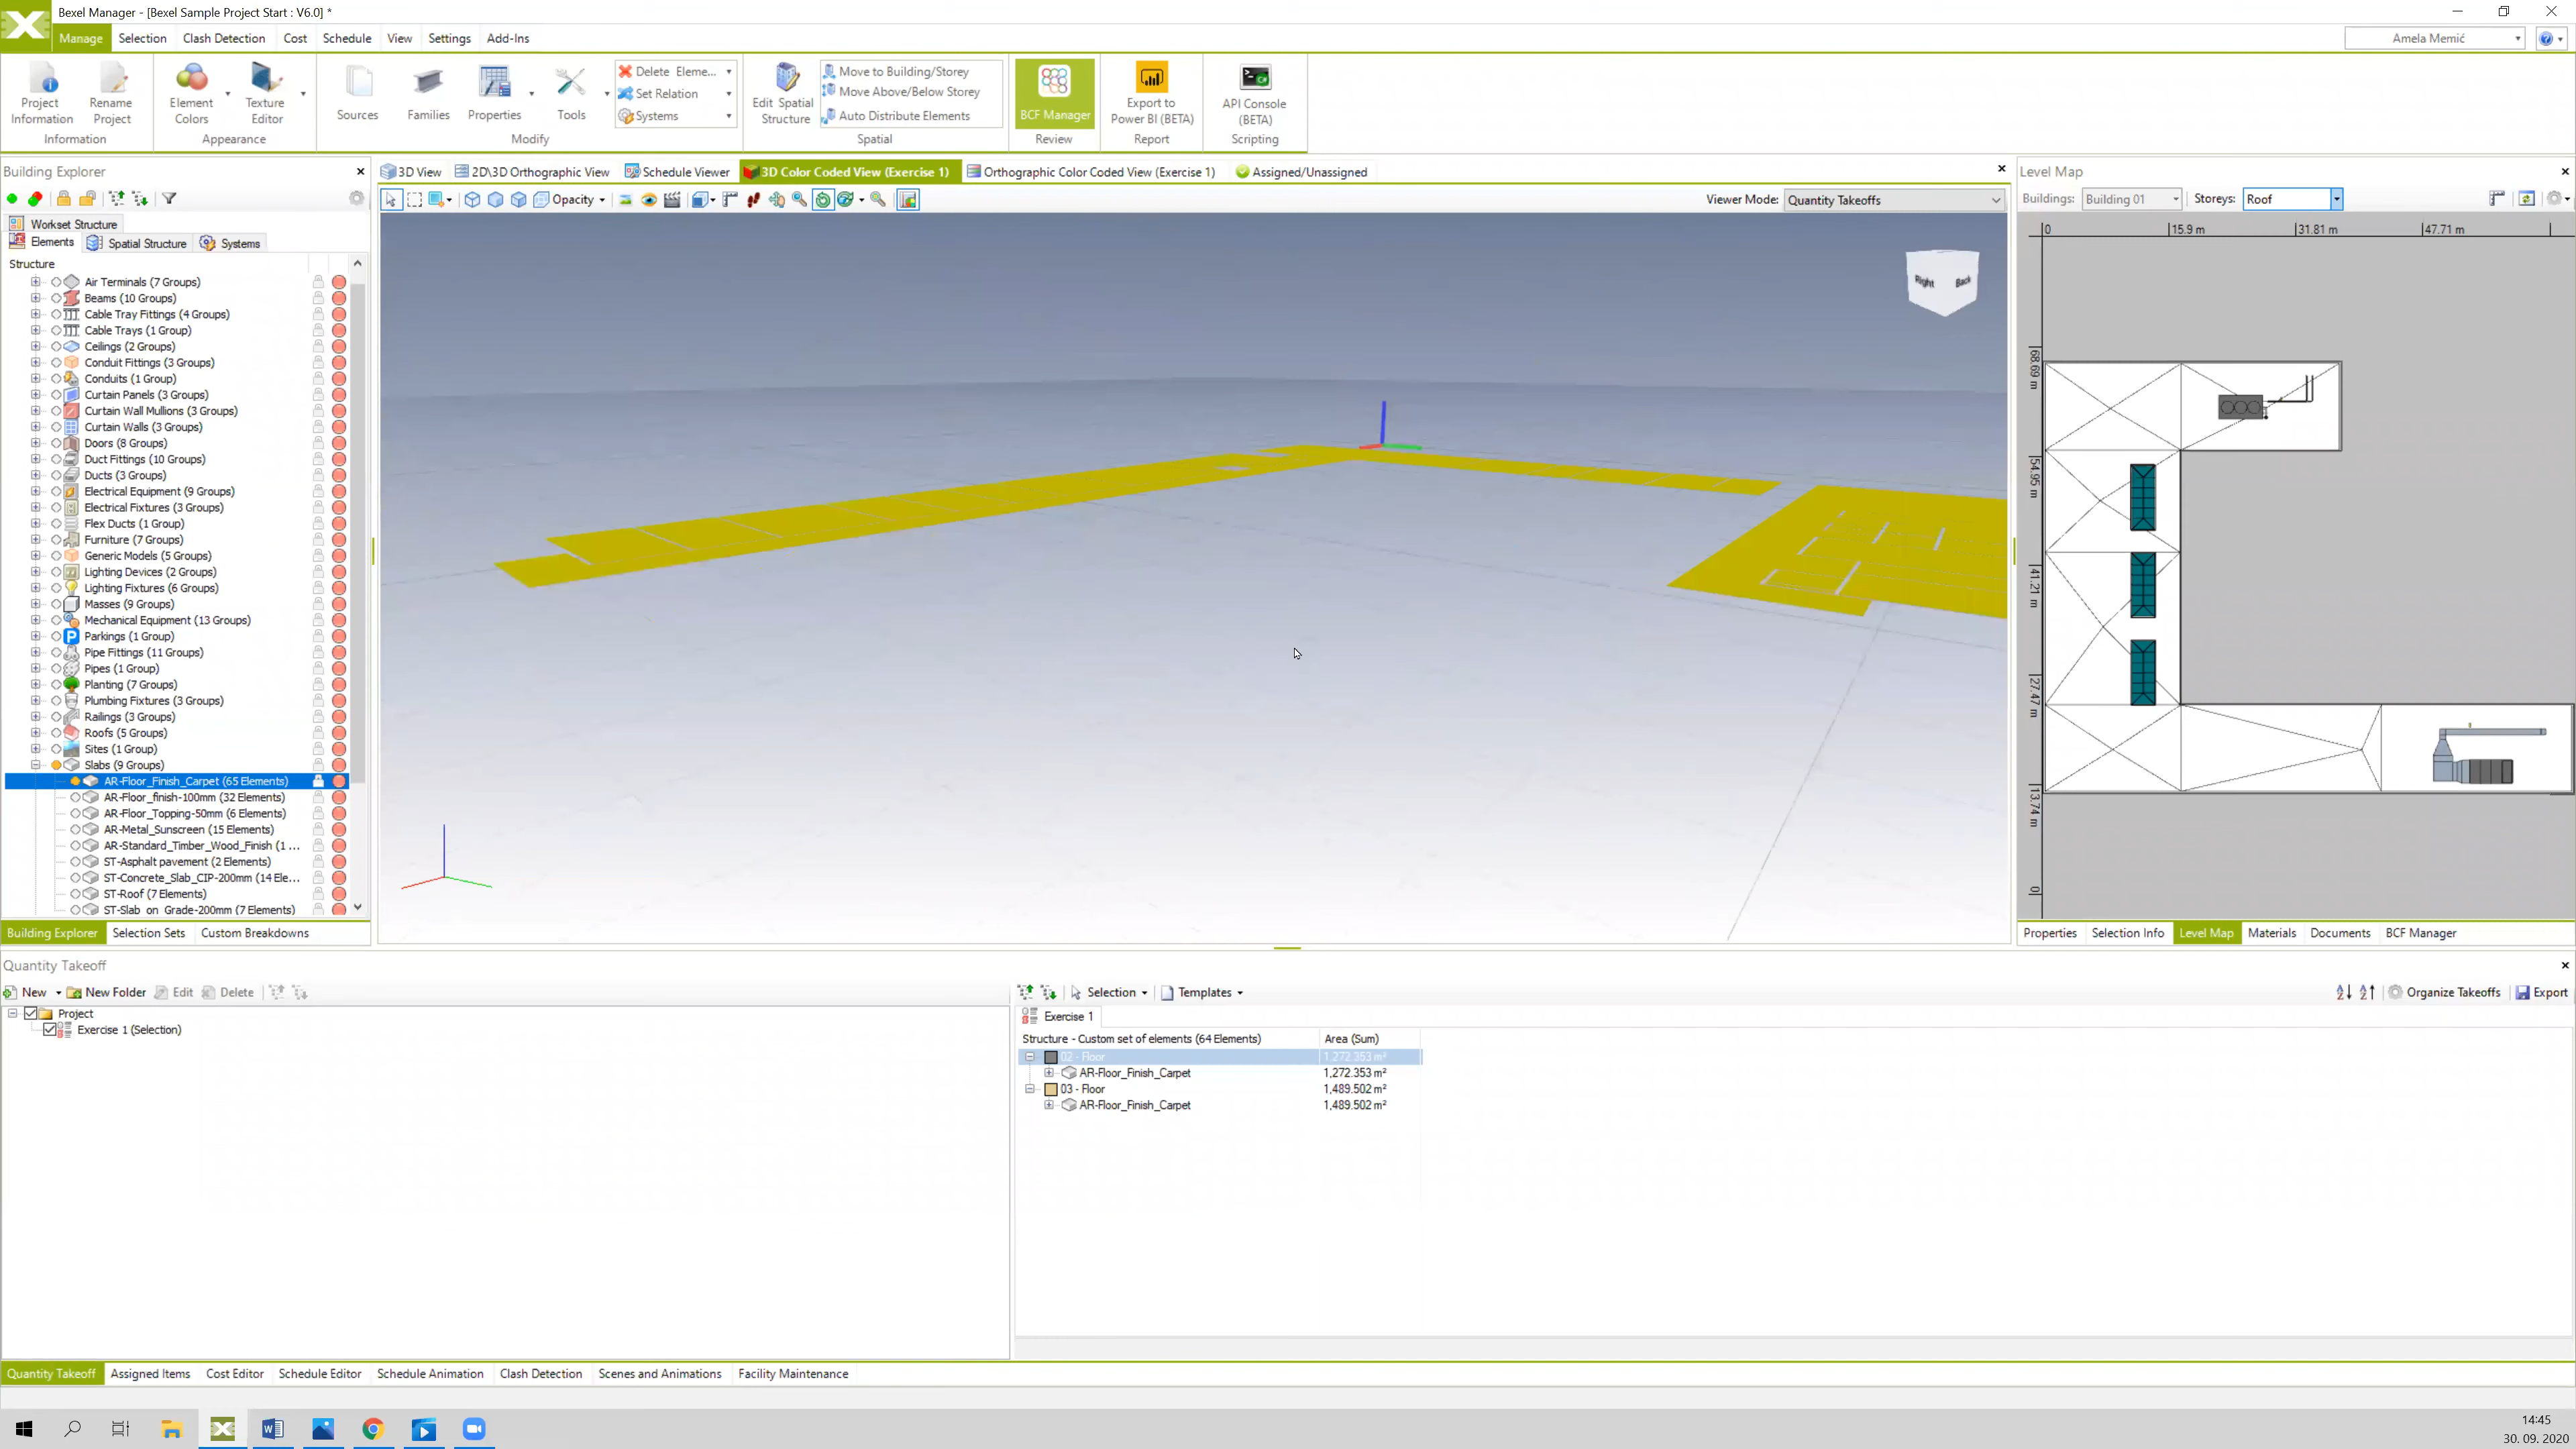 Bexel Manager - [Bexel Sample Project Start : V6.0] *
Manage Selection Clash Detection Cost Schedule View Settings Add-Ins
Amela Memić
Project Information
Rename Project
Information
Element Colors
Texture Editor
Appearance
Sources
Families
Properties
Tools
Delete Eleme...
Set Relation
Systems
Modify
Edit Spatial Structure
Move to Building/Storey
Move Above/Below Storey
Auto Distribute Elements
Spatial
BCF Manager
Review
Export to Power BI (BETA)
Report
API Console (BETA)
Scripting
Building Explorer
Workset Structure
Elements Spatial Structure Systems
Structure
Air Terminals (7 Groups)
Beams (10 Groups)
Cable Tray Fittings (4 Groups)
Cable Trays (1 Group)
Ceilings (2 Groups)
Conduit Fittings (3 Groups)
Conduits (1 Group)
Curtain Panels (3 Groups)
Curtain Wall Mullions (3 Groups)
Curtain Walls (3 Groups)
Doors (8 Groups)
Duct Fittings (10 Groups)
Ducts (3 Groups)
Electrical Equipment (9 Groups)
Electrical Fixtures (3 Groups)
Flex Ducts (1 Group)
Furniture (7 Groups)
Generic Models (5 Groups)
Lighting Devices (2 Groups)
Lighting Fixtures (6 Groups)
Masses (9 Groups)
Mechanical Equipment (13 Groups)
Parkings (1 Group)
Pipe Fittings (11 Groups)
Pipes (1 Group)
Planting (7 Groups)
Plumbing Fixtures (3 Groups)
Railings (3 Groups)
Roofs (5 Groups)
Sites (1 Group)
Slabs (9 Groups)
AR-Floor_Finish_Carpet (65 Elements)
AR-Floor_finish-100mm (32 Elements)
AR-Floor_Topping-50mm (6 Elements)
AR-Metal_Sunscreen (15 Elements)
AR-Standard_Timber_Wood_Finish (1 ...
ST-Asphalt pavement (2 Elements)
ST-Concrete_Slab_CIP-200mm (14 Ele...
ST-Roof (7 Elements)
ST-Slab on Grade-200mm (7 Elements)
Building Explorer Selection Sets Custom Breakdowns
3D View 2D\3D Orthographic View Schedule Viewer 3D Color Coded View (Exercise 1) Orthographic Color Coded View (Exercise 1) Assigned/Unassigned
Opacity
Viewer Mode: Quantity Takeoffs
Right Back
Level Map
Buildings: Building 01 Storeys: Roof
0 15.9 m 31.81 m 47.71 m
68.69 m
54.95 m
41.21 m
27.47 m
13.74 m
0
Properties Selection Info Level Map Materials Documents BCF Manager
Quantity Takeoff
New New Folder Edit Delete
Project
Exercise 1 (Selection)
Selection Templates
A Z A Z Organize Takeoffs Export
Exercise 1
Structure - Custom set of elements (64 Elements) Area (Sum)
02 - Floor 1,272.353 m²
AR-Floor_Finish_Carpet 1,272.353 m²
03 - Floor 1,489.502 m²
AR-Floor_Finish_Carpet 1,489.502 m²
Quantity Takeoff Assigned Items Cost Editor Schedule Editor Schedule Animation Clash Detection Scenes and Animations Facility Maintenance
14:45
30. 09. 2020